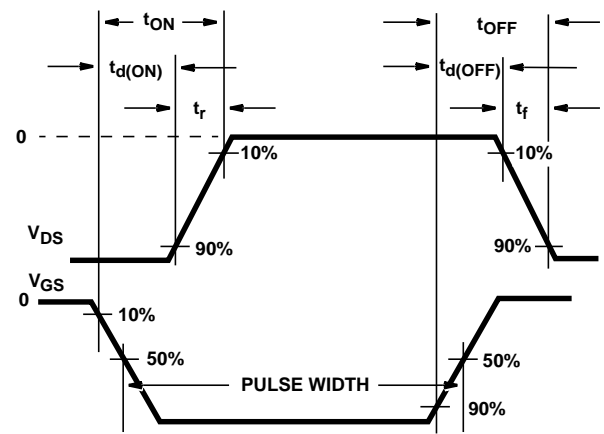 tON
tOFF
td(ON)
td(OFF)
tr
tf
0
10%
10%
VDS
90%
90%
VGS
0
10%
50%
50%
PULSE WIDTH
90%